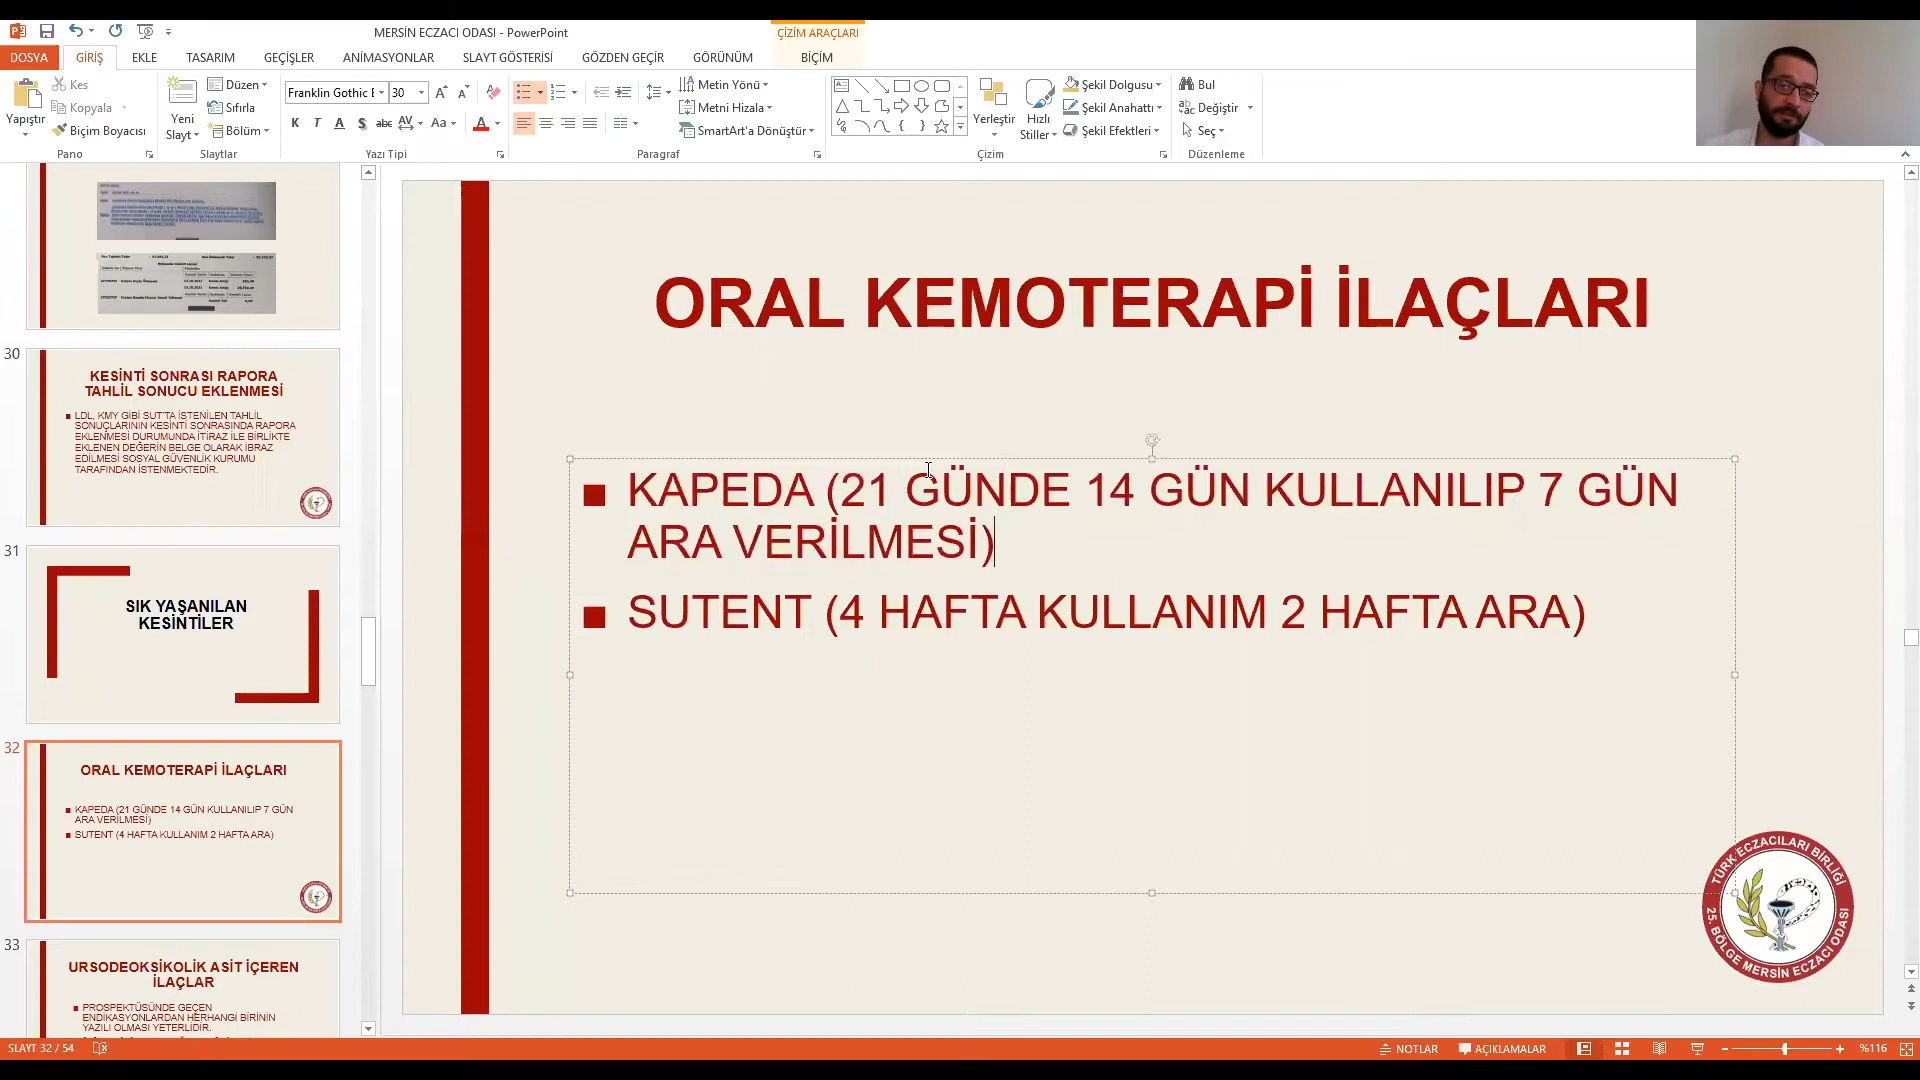 MERSİN ECZACI ODASI - PowerPoint
ÇİZİM ARAÇLARI
DOSYA GİRİŞ EKLE TASARIM GEÇİŞLER ANİMASYONLAR SLAYT GÖSTERİSİ GÖZDEN GEÇİR GÖRÜNÜM BİÇİM
Yapıştır
Kes
Kopyala
Biçim Boyacısı
Pano
Yeni
Slayt
Düzen
Sıfırla
Bölüm
Slaytlar
Franklin Gothic E 30
K T A S abc AV Aa A
Yazı Tipi
Metin Yönü
Metni Hizala
SmartArt'a Dönüştür
Paragraf
Yerleştir
Hızlı
Stiller
Şekil Dolgusu
Şekil Anahattı
Şekil Efektleri
Çizim
Bul
Değiştir
Seç
Düzenleme
30
KESİNTİ SONRASI RAPORA
TAHLİL SONUCU EKLENMESİ
LDL, KMY GİBİ SUT'TA İSTENİLEN TAHLİL
SONUÇLARININ KESİNTİ SONRASINDA RAPORA
EKLENMESİ DURUMUNDA İTİRAZ İLE BİRLİKTE
EKLENEN DEĞERİN BELGE OLARAK İBRAZ
EDİLMESİ SOSYAL GÜVENLİK KURUMU
TARAFINDAN İSTENMEKTEDİR.
31
SIK YAŞANILAN
KESİNTİLER
32
ORAL KEMOTERAPİ İLAÇLARI
KAPEDA (21 GÜNDE 14 GÜN KULLANILIP 7 GÜN
ARA VERİLMESİ)
SUTENT (4 HAFTA KULLANIM 2 HAFTA ARA)
33
URSODEOKSİKOLİK ASİT İÇEREN
İLAÇLAR
PROSPEKTÜSÜNDE GEÇEN
ENDİKASYONLARDAN HERHANGİ BİRİNİN
YAZILI OLMASI YETERLİDİR.
ORAL KEMOTERAPİ İLAÇLARI
KAPEDA (21 GÜNDE 14 GÜN KULLANILIP 7 GÜN
ARA VERİLMESİ)
SUTENT (4 HAFTA KULLANIM 2 HAFTA ARA)
TÜRK ECZACILARI BİRLİĞİ
25. BÖLGE MERSİN ECZACI ODASI
SLAYT 32 / 54
NOTLAR
AÇIKLAMALAR
%116